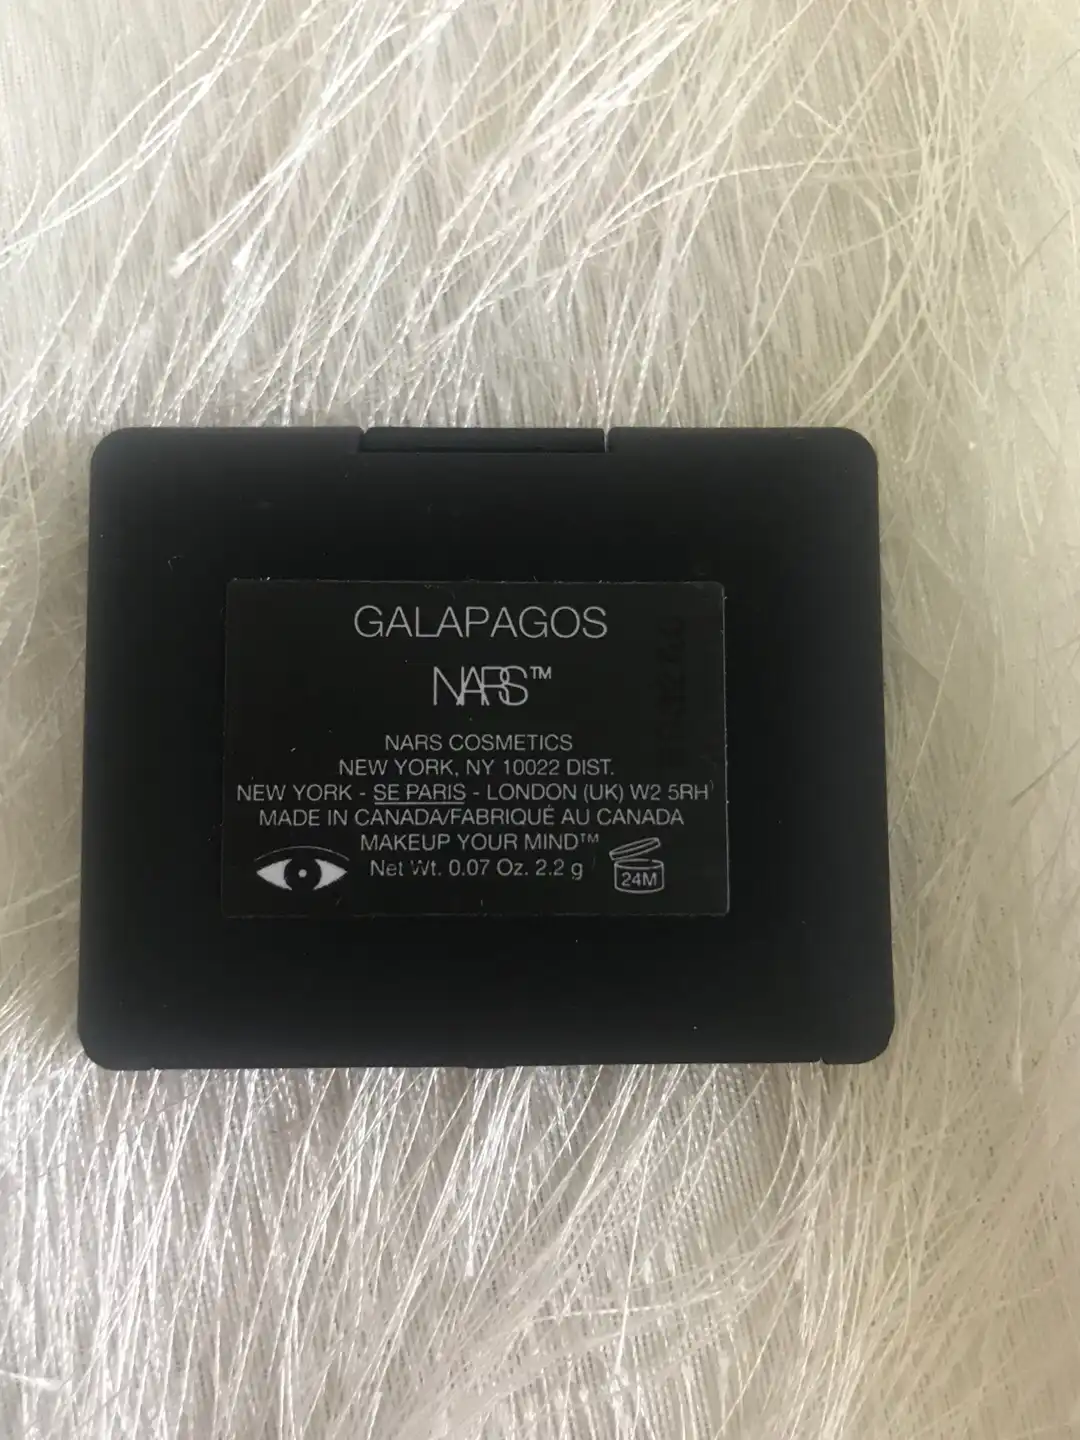 GALAPAGOS
NARS™
NARS COSMETICS
NEW YORK, NY 10022 DIST.
NEW YORK - SE PARIS - LONDON (UK) W2 5RH
MADE IN CANADA/FABRIQUÉ AU CANADA
MAKEUP YOUR MIND™
Net Wt. 0.07 Oz. 2.2 g
24M